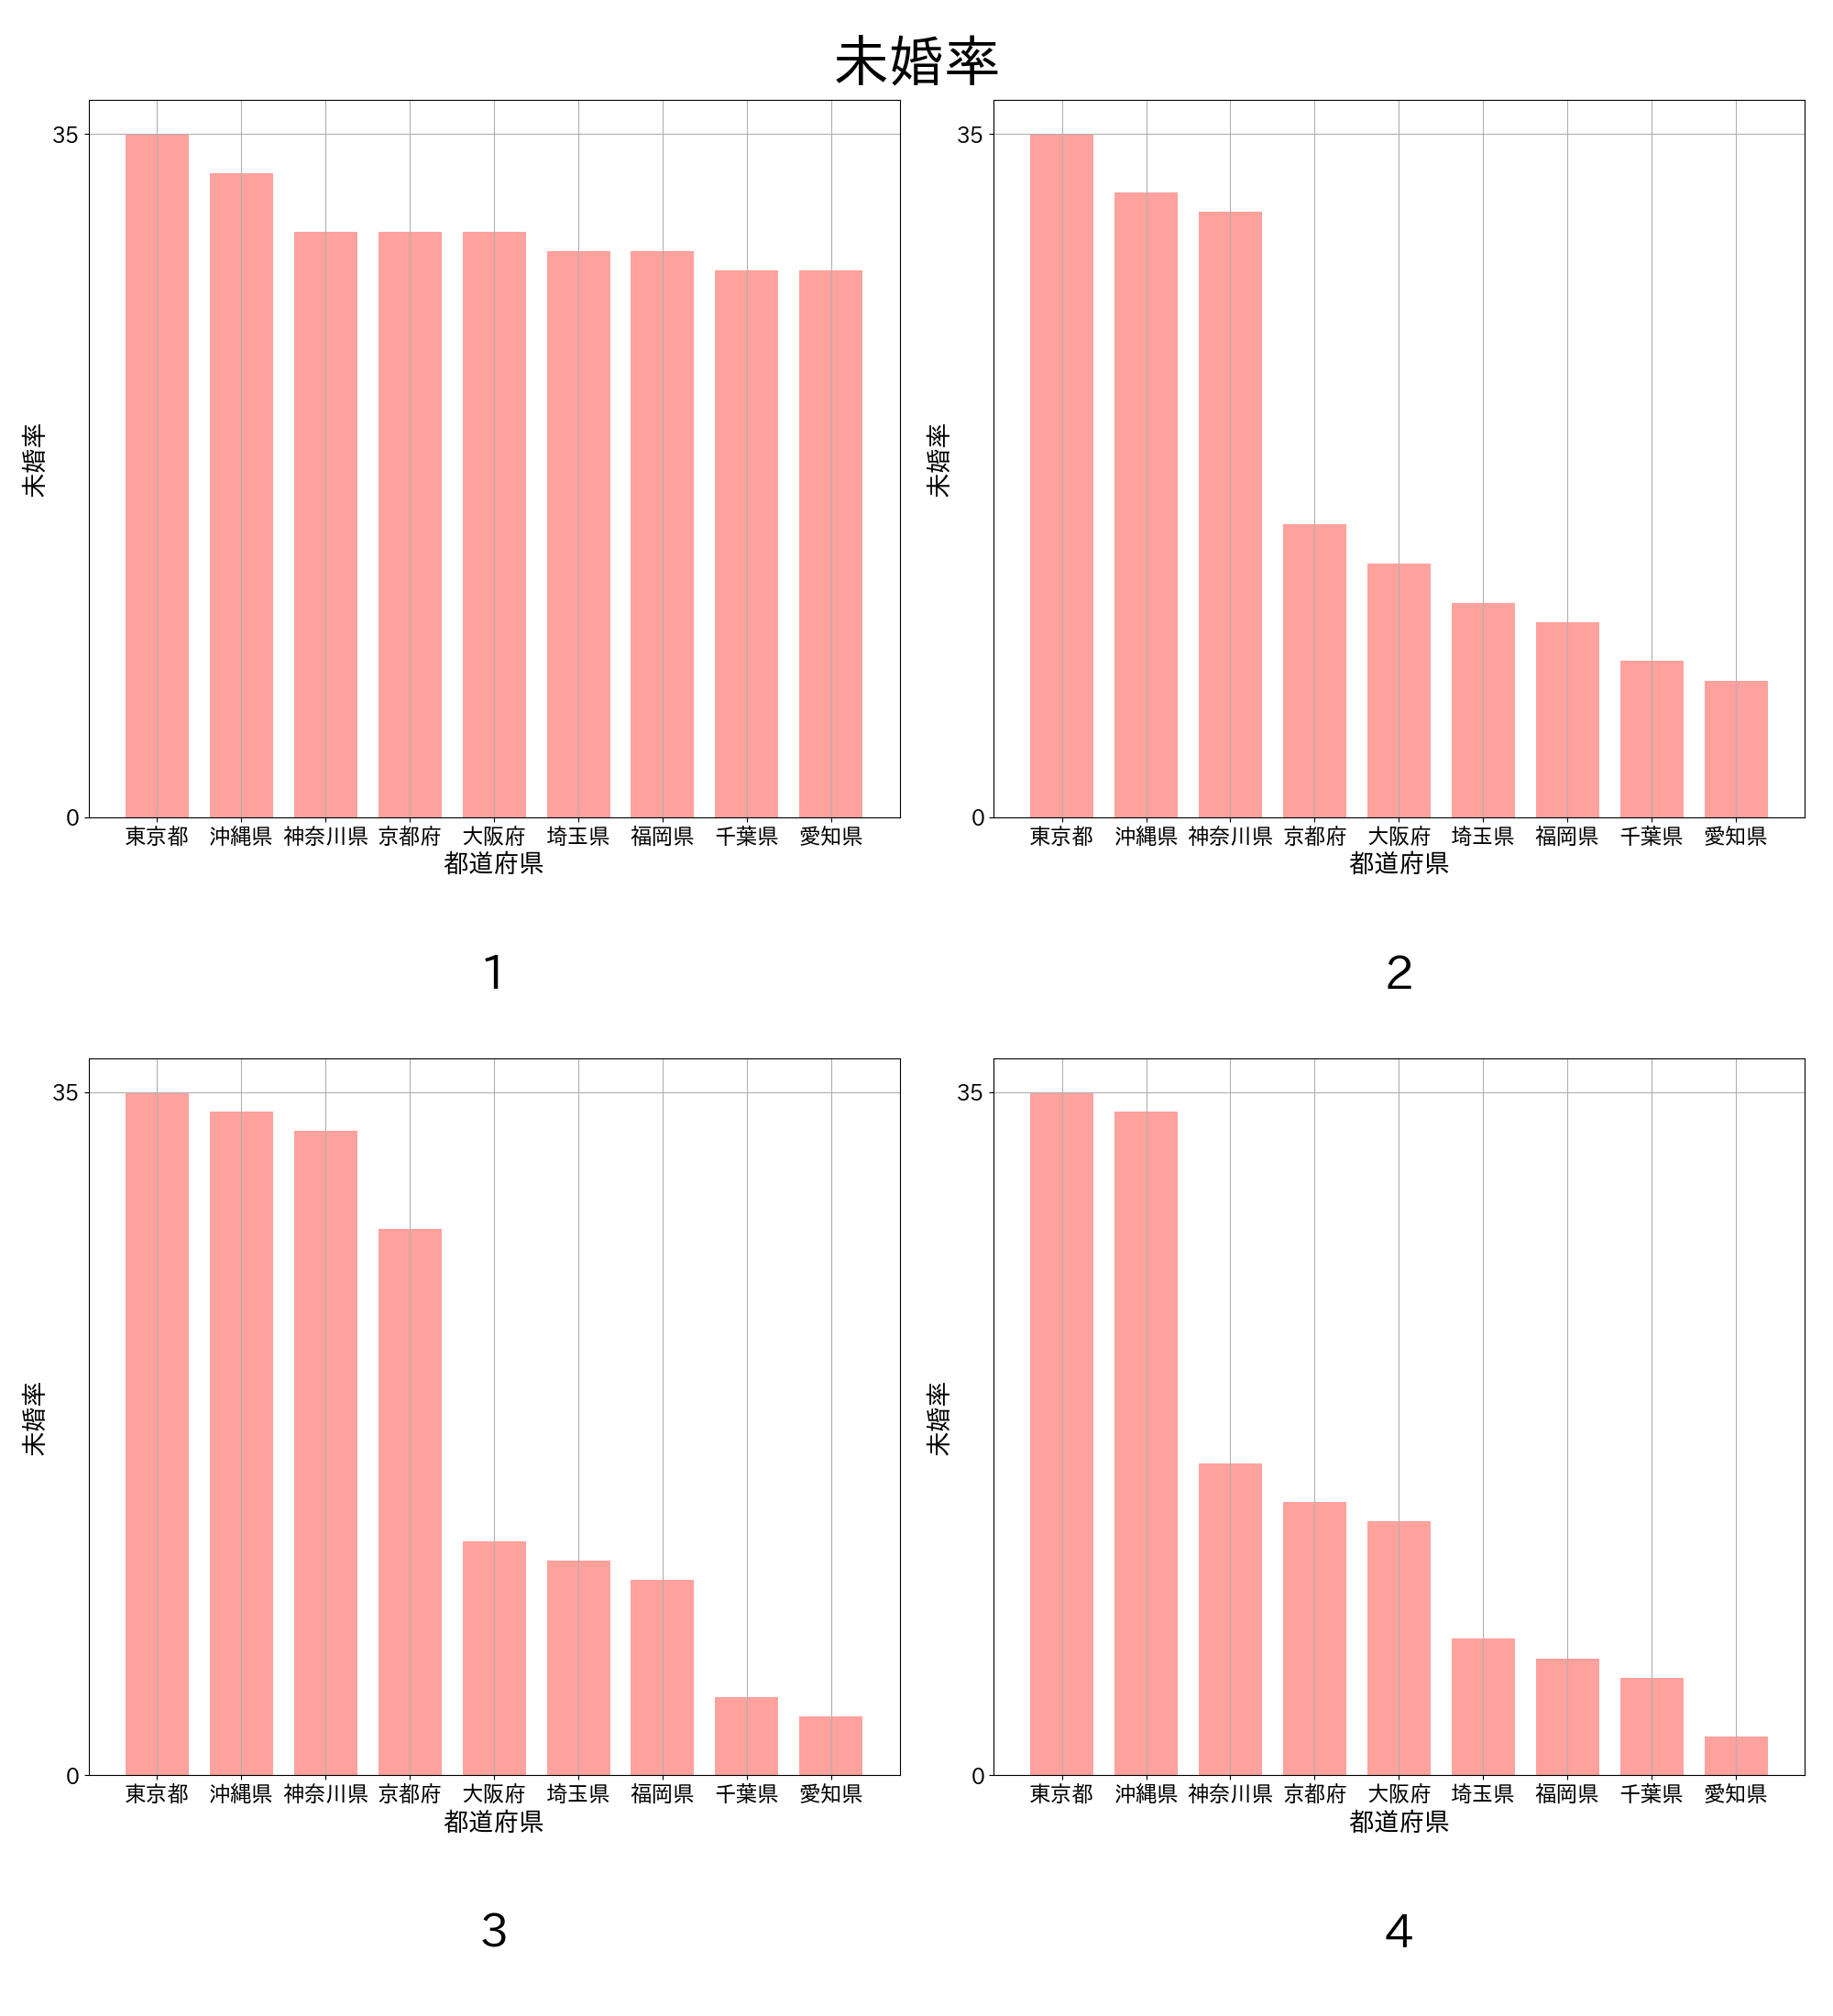 未婚率
35
0
未婚率
東京都 沖縄県 神奈川県 京都府 大阪府 埼玉県 福岡県 千葉県 愛知県
都道府県
1
35
0
未婚率
東京都 沖縄県 神奈川県 京都府 大阪府 埼玉県 福岡県 千葉県 愛知県
都道府県
2
35
0
未婚率
東京都 沖縄県 神奈川県 京都府 大阪府 埼玉県 福岡県 千葉県 愛知県
都道府県
3
35
0
未婚率
東京都 沖縄県 神奈川県 京都府 大阪府 埼玉県 福岡県 千葉県 愛知県
都道府県
4